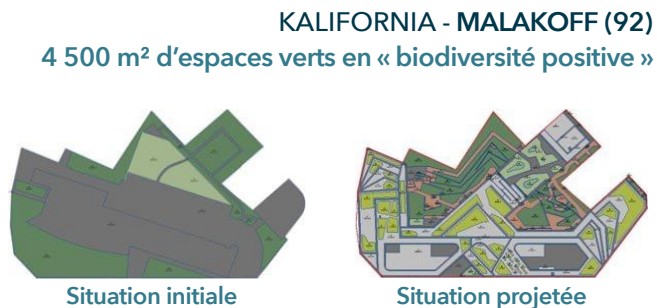 KALIFORNIA - MALAKOFF (92)
4 500 m² d’espaces verts en « biodiversité positive »
Situation initiale
Situation projetée